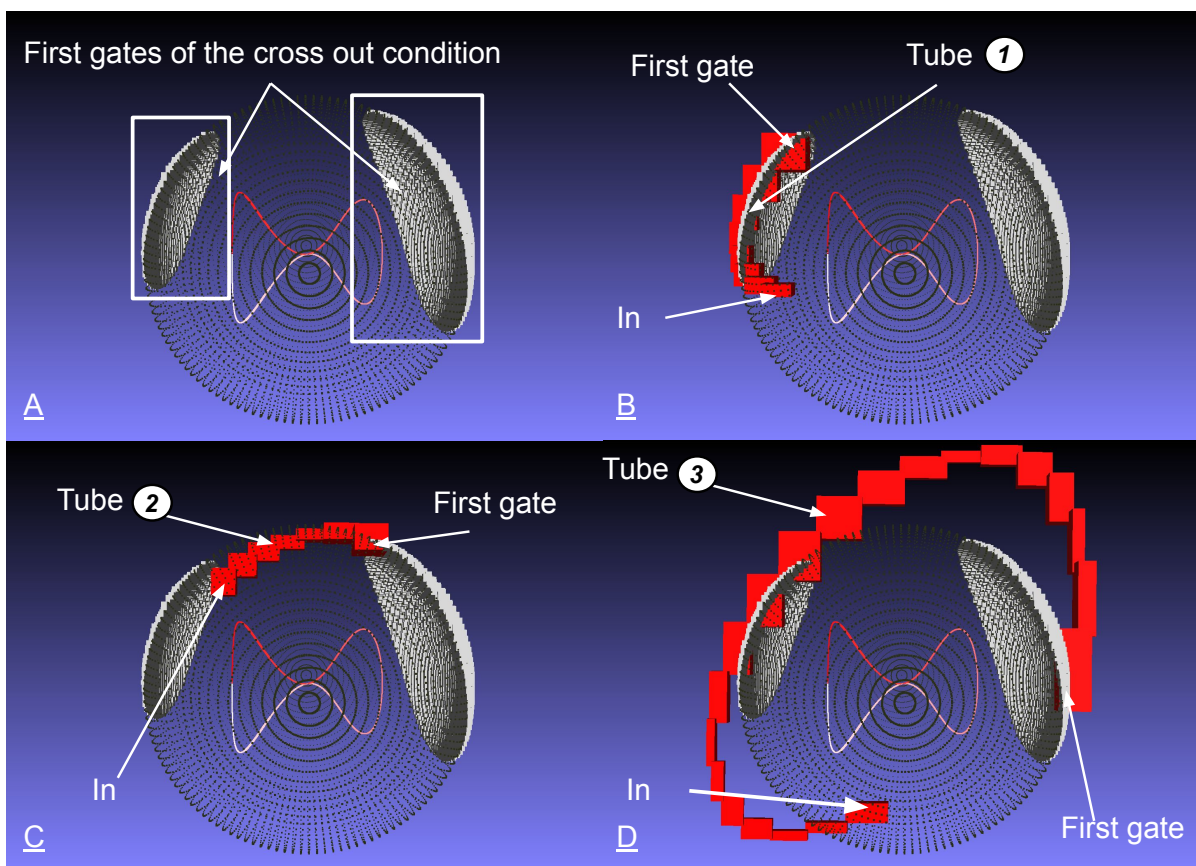 First gates of the cross out condition
A
Tube 1
First gate
In
B
Tube 2
First gate
In
C
Tube 3
In
First gate
D